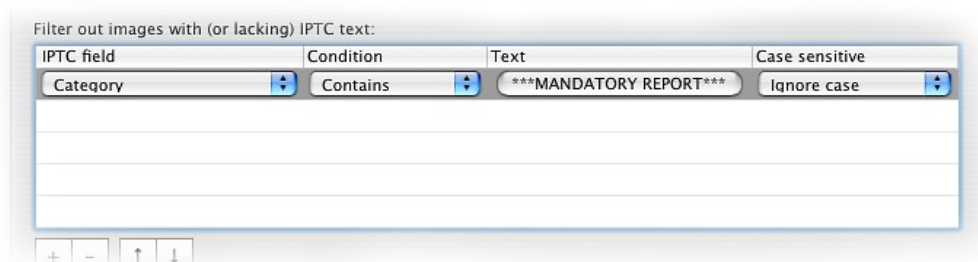 Filter out images with (or lacking) IPTC text:
IPTC field Condition Text Case sensitive
Category Contains ***MANDATORY REPORT*** Ignore case
+ - ↑ ↓